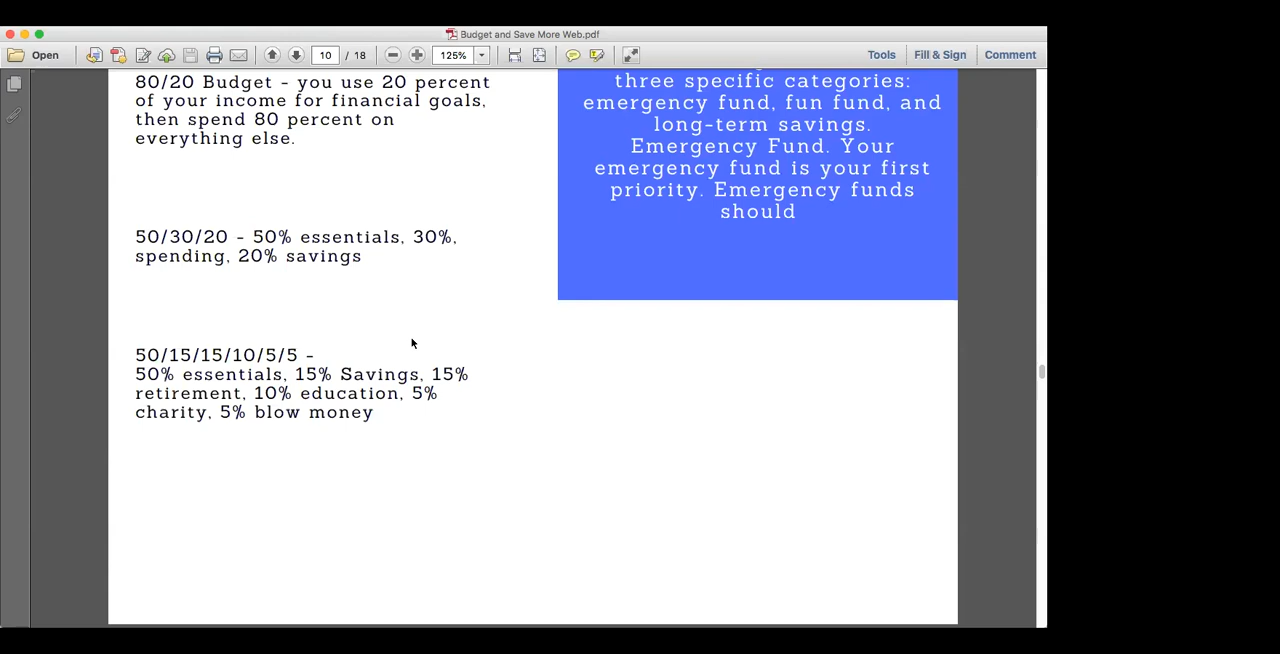 Budget and Save More Web.pdf
Open
10 / 18
125%
Tools
Fill & Sign
Comment
80/20 Budget - you use 20 percent
of your income for financial goals,
then spend 80 percent on
everything else.
50/30/20 - 50% essentials, 30%,
spending, 20% savings
50/15/15/10/5/5 -
50% essentials, 15% Savings, 15%
retirement, 10% education, 5%
charity, 5% blow money
three specific categories:
emergency fund, fun fund, and
long-term savings.
Emergency Fund. Your
emergency fund is your first
priority. Emergency funds
should